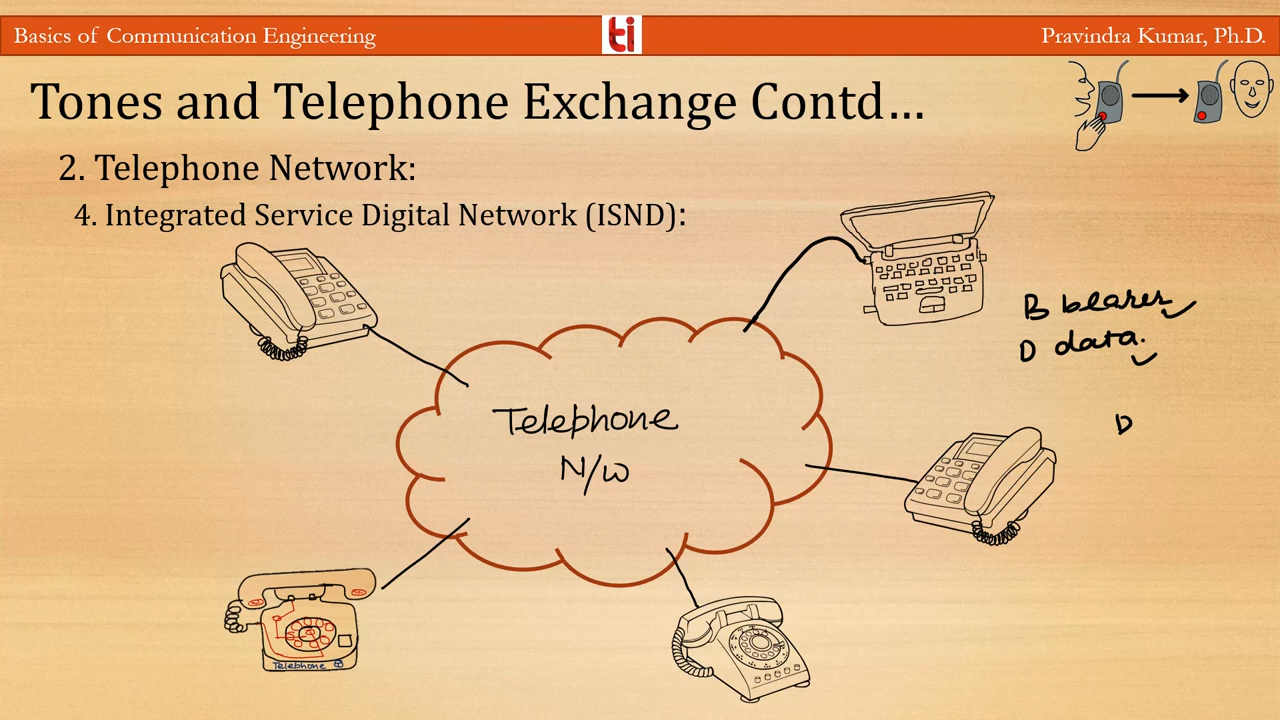 Basics of Communication Engineering
ti
Pravindra Kumar, Ph.D.
Tones and Telephone Exchange Contd...
2. Telephone Network:
4. Integrated Service Digital Network (ISND):
B bearer
D data.
D
Telephone
N/W
Telephone